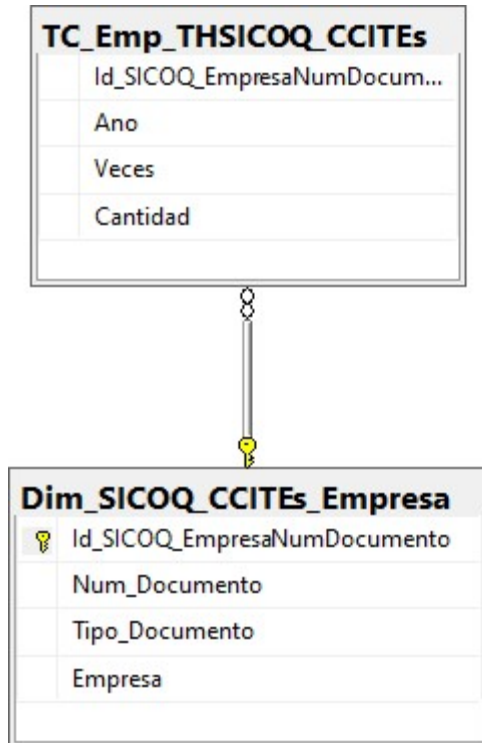 TC_Emp_THSICOQ_CCITEs
Id_SICOQ_EmpresaNumDocum...
Ano
Veces
Cantidad
Dim_SICOQ_CCITEs_Empresa
Id_SICOQ_EmpresaNumDocumento
Num_Documento
Tipo_Documento
Empresa